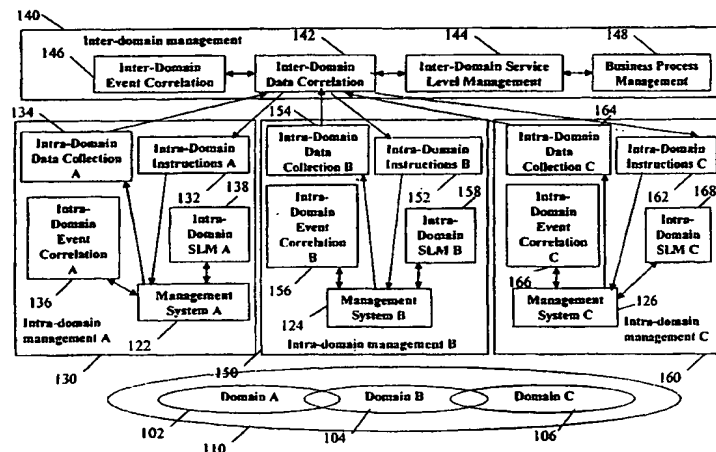 140
142
144
148
Inter-domain management
146
Inter-Domain
Event Correlation
Inter-Domain
Data Correlation
Inter-Domain Service
Level Management
Business Process
Management
134
154
164
Intra-Domain
Data Collection
A
Intra-Domain
Instructions A
132
138
Intra-
Domain
Event
Correlation
A
Intra-
Domain
SLM A
136
Management
System A
Intra-domain
management A
122
130
Intra-Domain
Data
Collection B
Intra-Domain
Instructions B
152
158
Intra-
Domain
Event
Correlation
B
Intra-
Domain
SLM B
156
124
Management
System B
Intra-domain management B
150
Intra-Domain
Data
Collection C
Intra-Domain
Instructions C
162
168
Intra-
Domain
Event
Correlation
C
Intra-
Domain
SLM C
166
126
Management
System C
Intra-domain
management C
160
Domain A
Domain B
Domain C
102
104
106
110